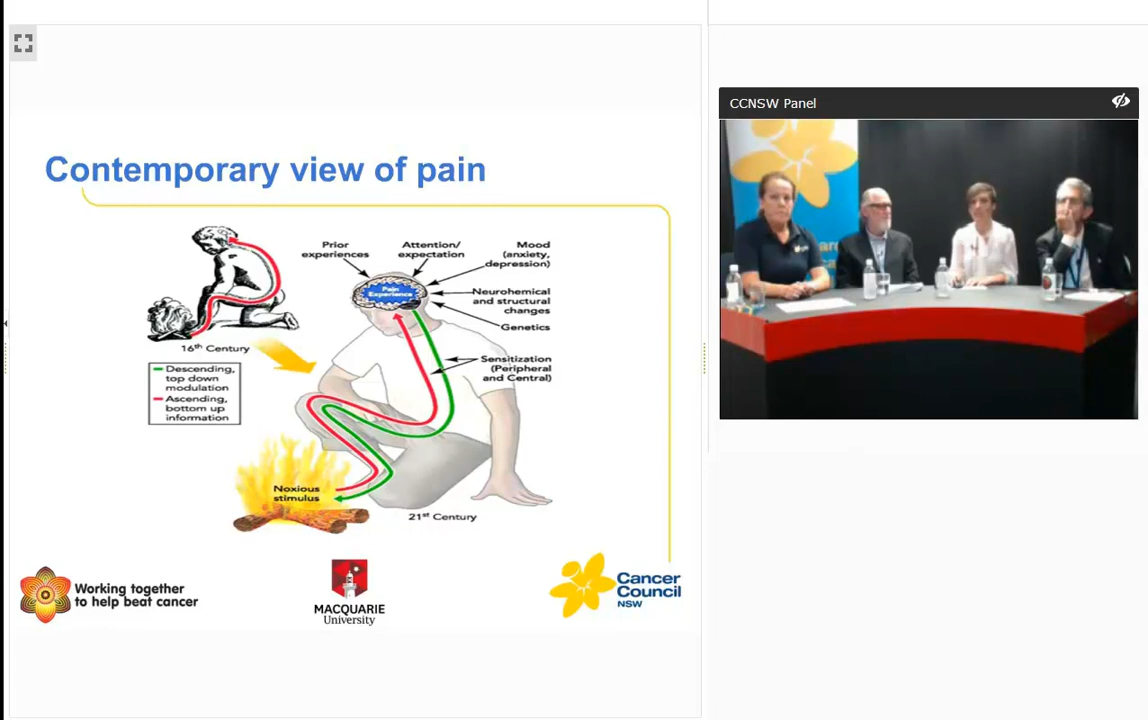 CCNSW Panel
Contemporary view of pain
Prior
experiences
Attention/
expectation
Mood
(anxiety,
depression)
Pain
Experience
Neurohemical
and structural
changes
Genetics
16th Century
Sensitization
(Peripheral
and Central)
Descending,
top down
modulation
Ascending,
bottom up
information
Noxious
stimulus
21st Century
Working together
to help beat cancer
MACQUARIE
University
Cancer
Council
NSW